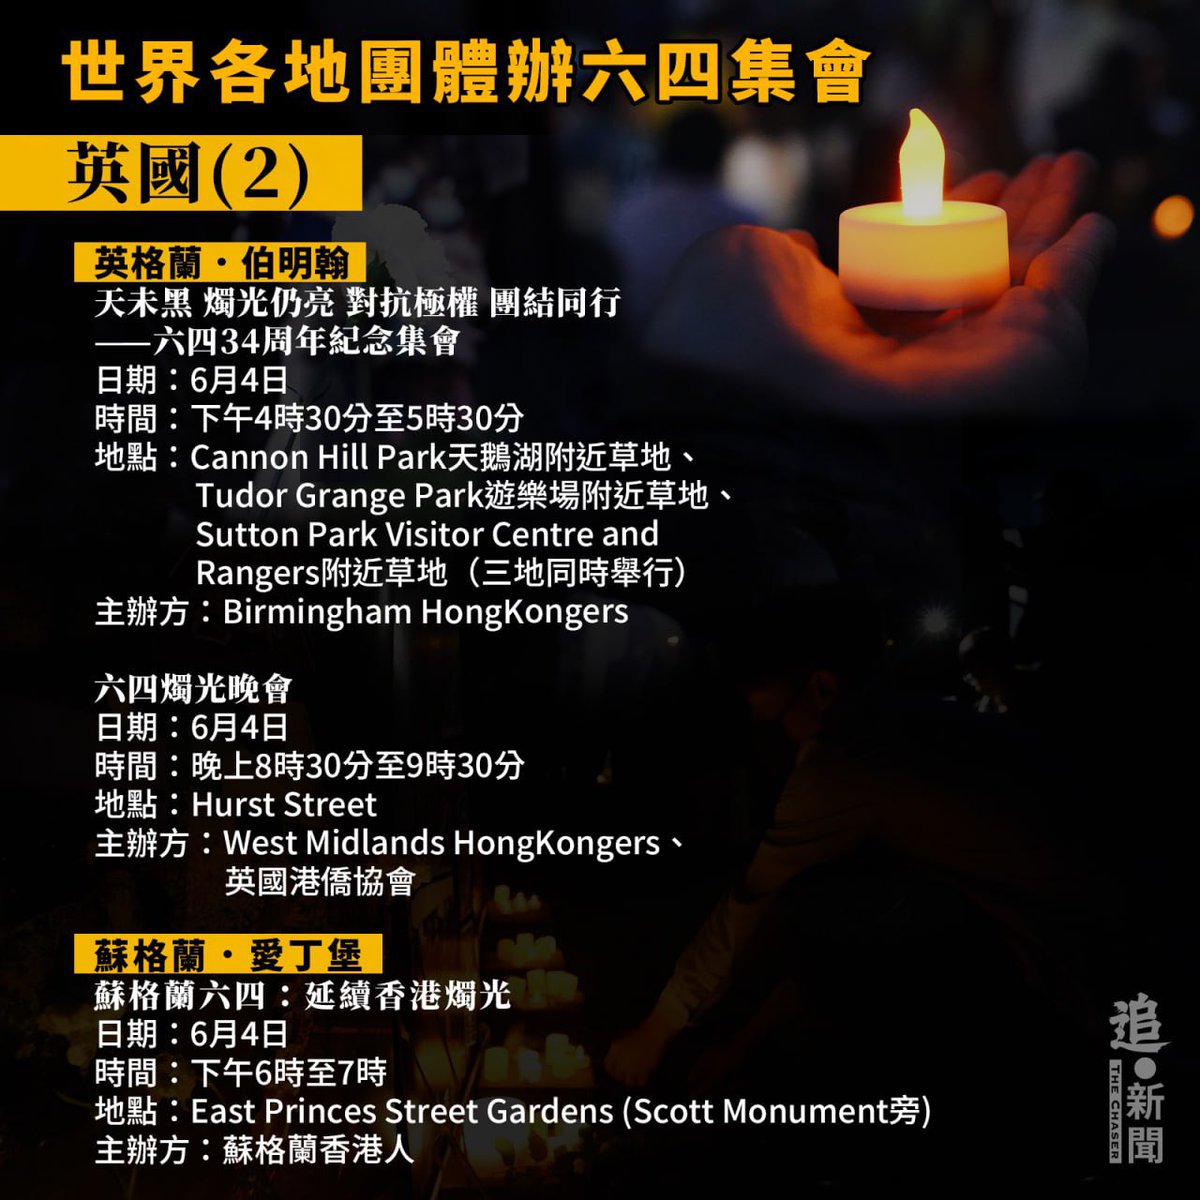 世界各地團體辦六四集會
英國(2)
英格蘭·伯明翰
天未黑 燭光仍亮 對抗極權 團結同行
——六四34周年紀念集會
日期：6月4日
時間：下午4時30分至5時30分
地點：Cannon Hill Park天鵝湖附近草地、
Tudor Grange Park遊樂場附近草地、
Sutton Park Visitor Centre and
Rangers附近草地（三地同時舉行）
主辦方：Birmingham HongKongers
六四燭光晚會
日期：6月4日
時間：晚上8時30分至9時30分
地點：Hurst Street
主辦方：West Midlands HongKongers、
英國港僑協會
蘇格蘭·愛丁堡
蘇格蘭六四：延續香港燭光
日期：6月4日
時間：下午6時至7時
地點：East Princes Street Gardens (Scott Monument旁)
主辦方：蘇格蘭香港人
追·新聞
THE CHASER